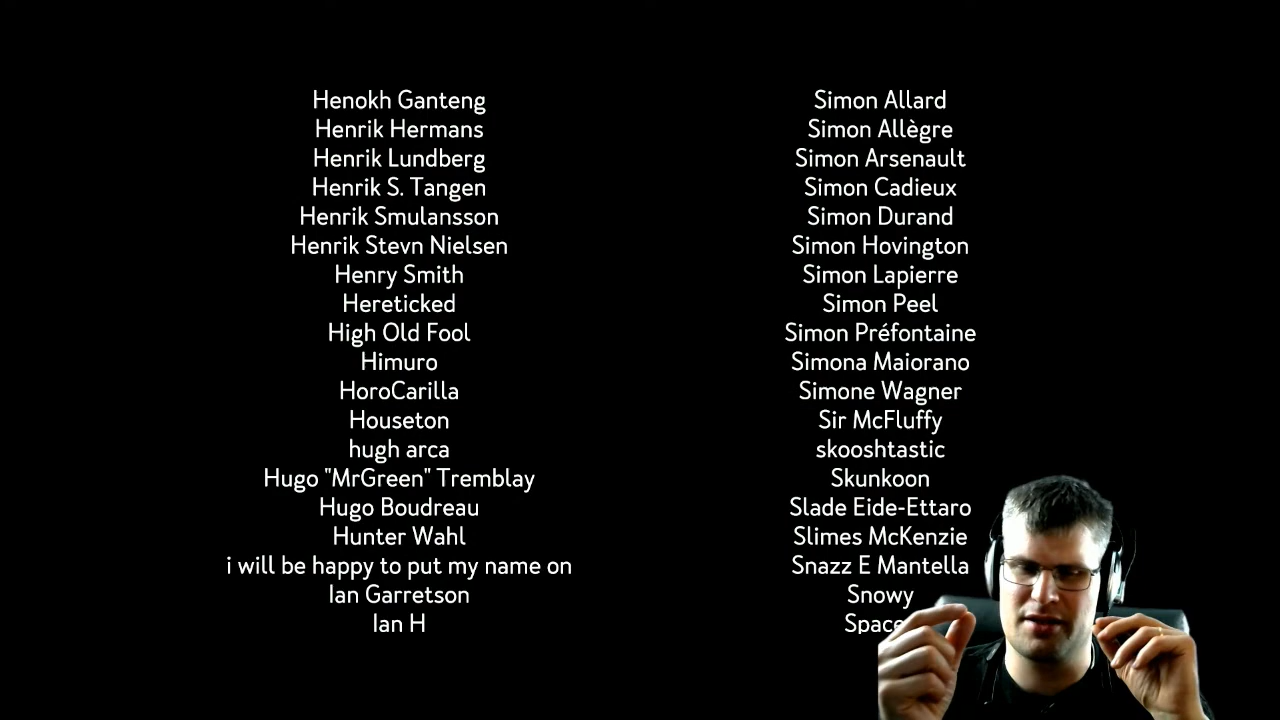 Henokh Ganteng
Henrik Hermans
Henrik Lundberg
Henrik S. Tangen
Henrik Smulansson
Henrik Stevn Nielsen
Henry Smith
Hereticked
High Old Fool
Himuro
HoroCarilla
Houseton
hugh arca
Hugo "MrGreen" Tremblay
Hugo Boudreau
Hunter Wahl
i will be happy to put my name on
Ian Garretson
Ian H
Simon Allard
Simon Allègre
Simon Arsenault
Simon Cadieux
Simon Durand
Simon Hovington
Simon Lapierre
Simon Peel
Simon Préfontaine
Simona Maiorano
Simone Wagner
Sir McFluffy
skooshtastic
Skunkoon
Slade Eide-Ettaro
Slimes McKenzie
Snazz E Mantella
Snowy